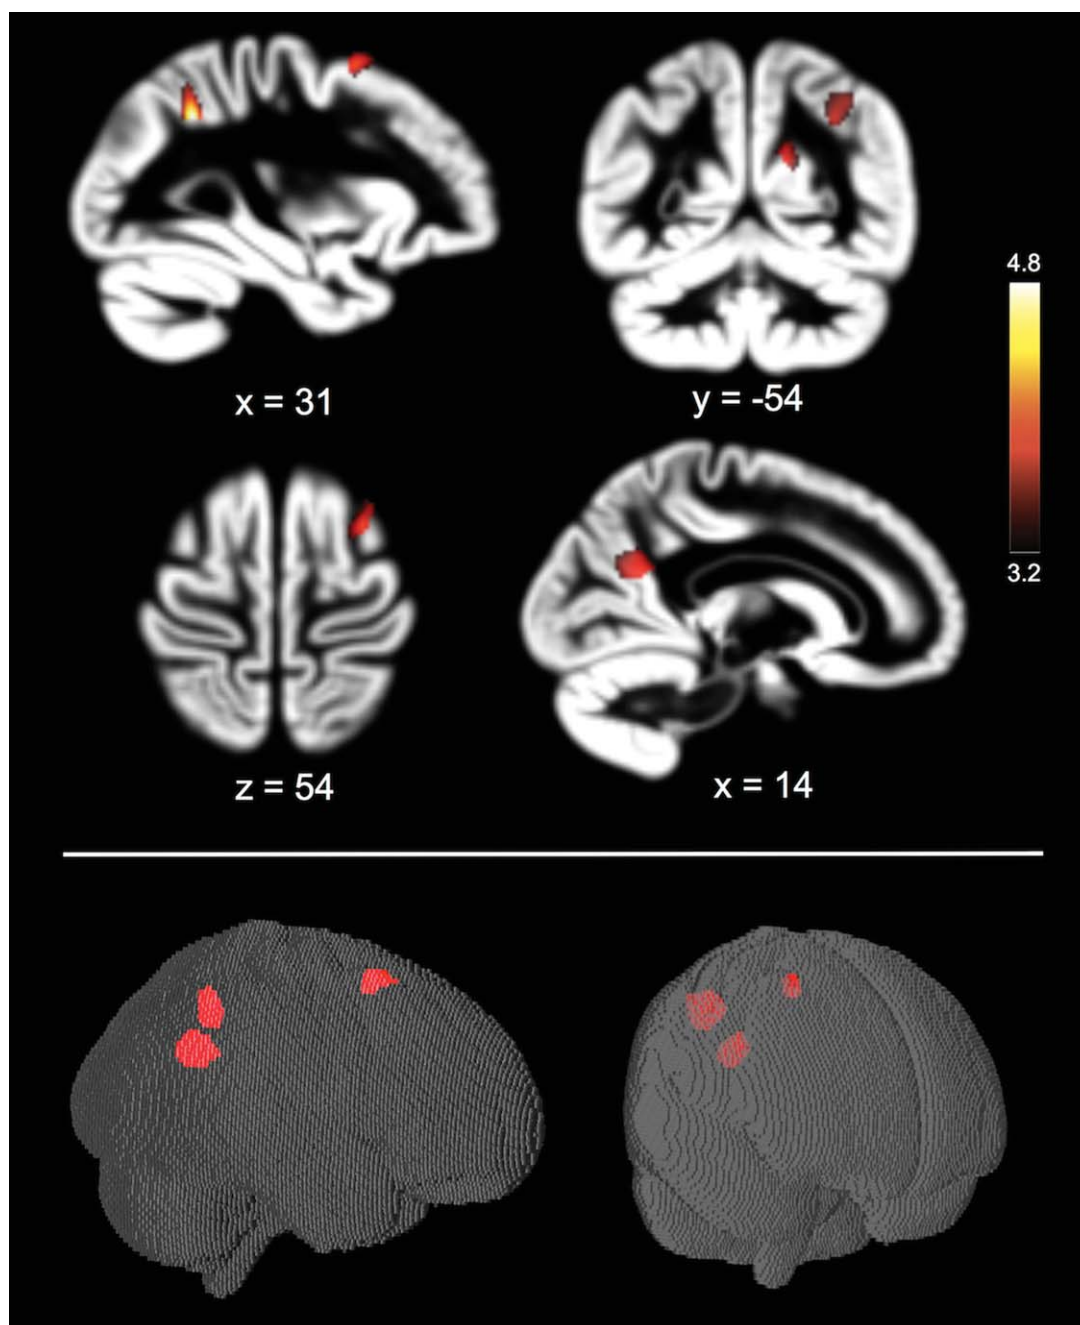 x = 31
y = -54
4.8
3.2
z = 54
x = 14